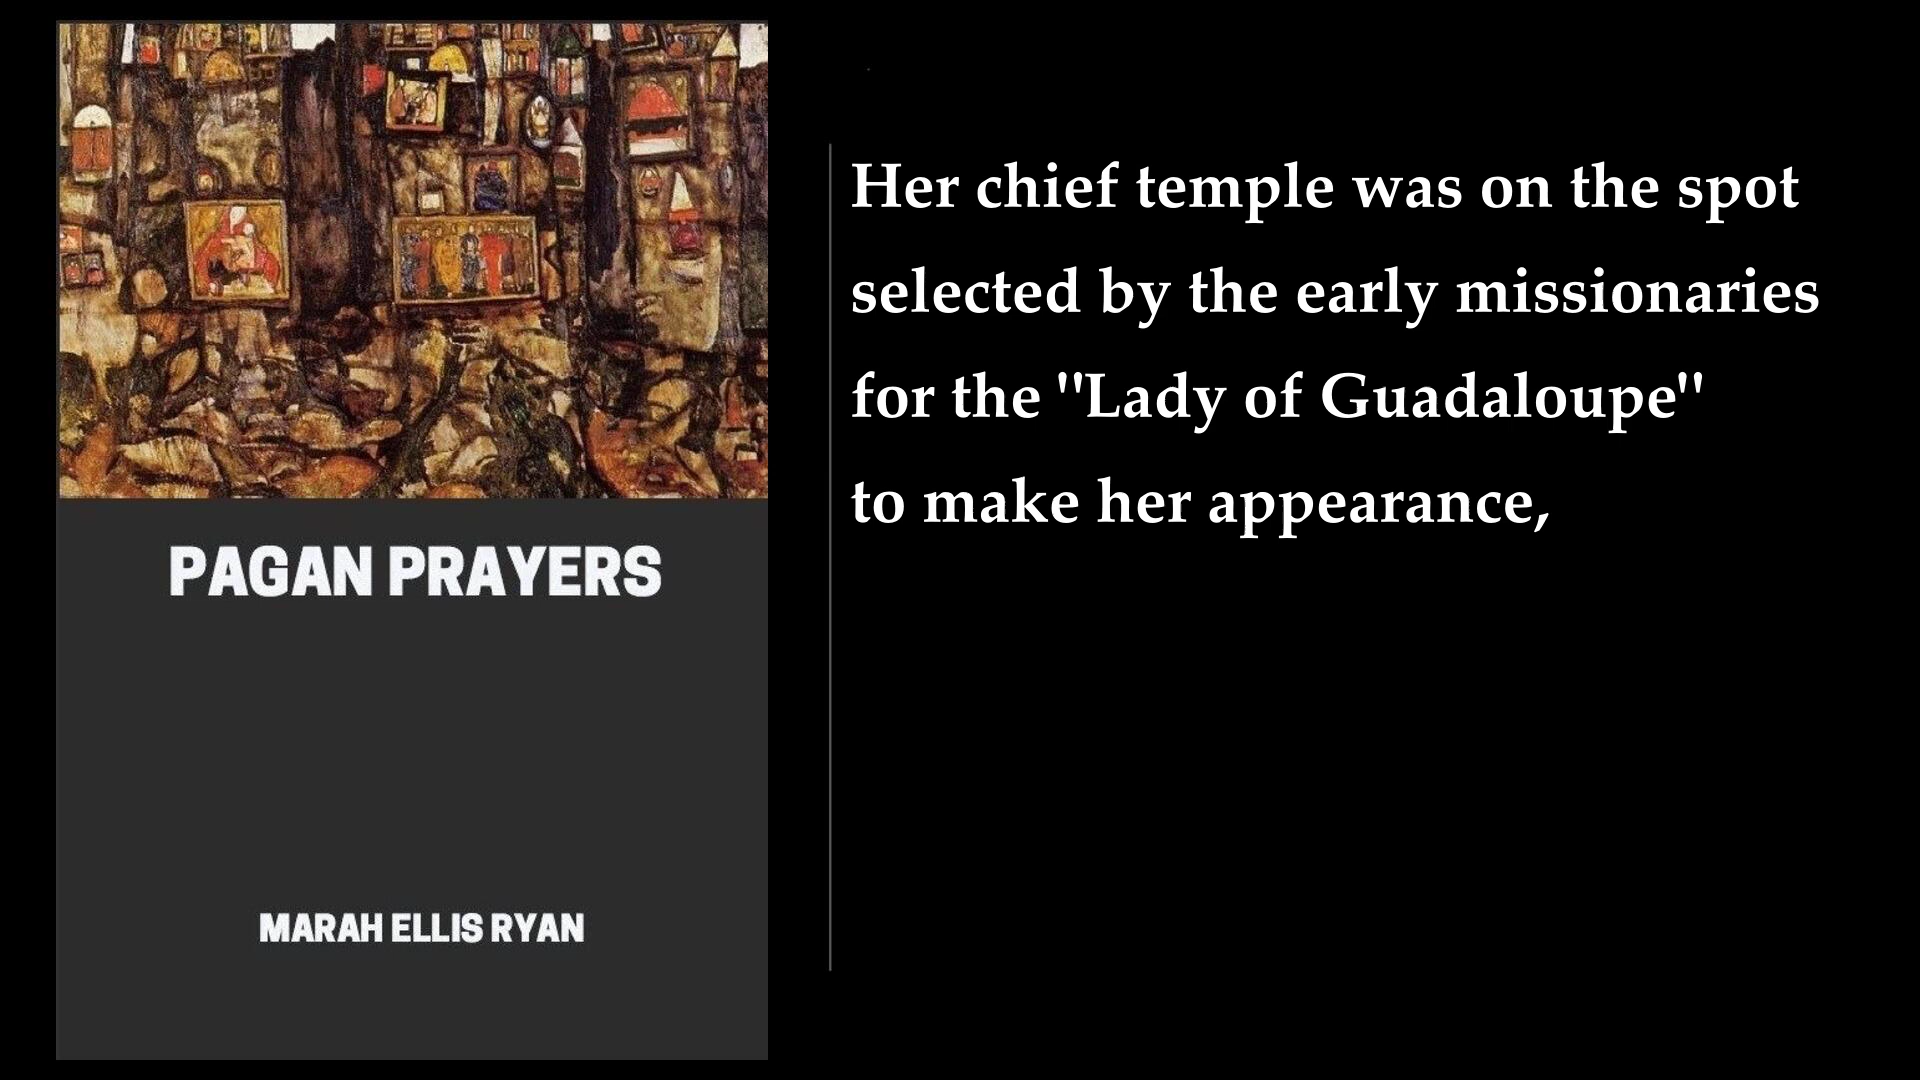 PAGAN PRAYERS
MARAH ELLIS RYAN
Her chief temple was on the spot
selected by the early missionaries
for the "Lady of Guadaloupe"
to make her appearance,